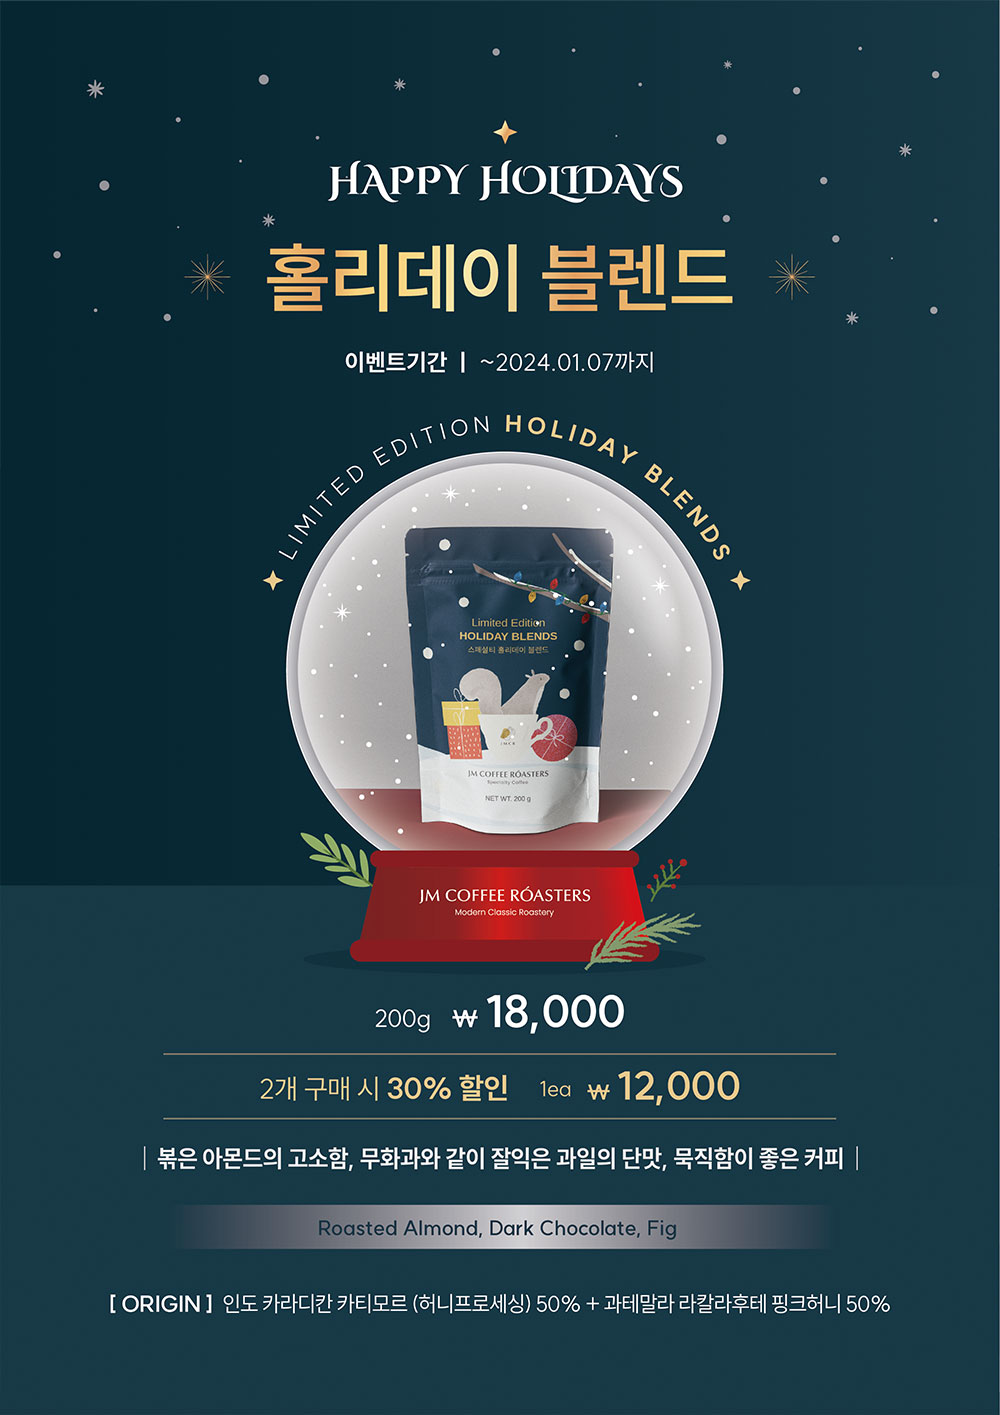 HAPPY HOLIDAYS
홀리데이 블렌드
이벤트기간 | ~2024.01.07까지
LIMITED EDITION HOLIDAY BLENDS
Limited Edition
HOLIDAY BLENDS
스페셜티 홀리데이 블렌드
JMCR
JM COFFEE RÓASTERS
Specialty Coffee
NET WT. 200 g
JM COFFEE RÓASTERS
Modern Classic Roastery
200g ₩ 18,000
2개 구매 시 30% 할인 1ea ₩ 12,000
| 볶은 아몬드의 고소함, 무화과와 같이 잘익은 과일의 단맛, 묵직함이 좋은 커피 |
Roasted Almond, Dark Chocolate, Fig
[ ORIGIN ] 인도 카라디칸 카티모르 (허니프로세싱) 50% + 과테말라 라칼라후테 핑크허니 50%